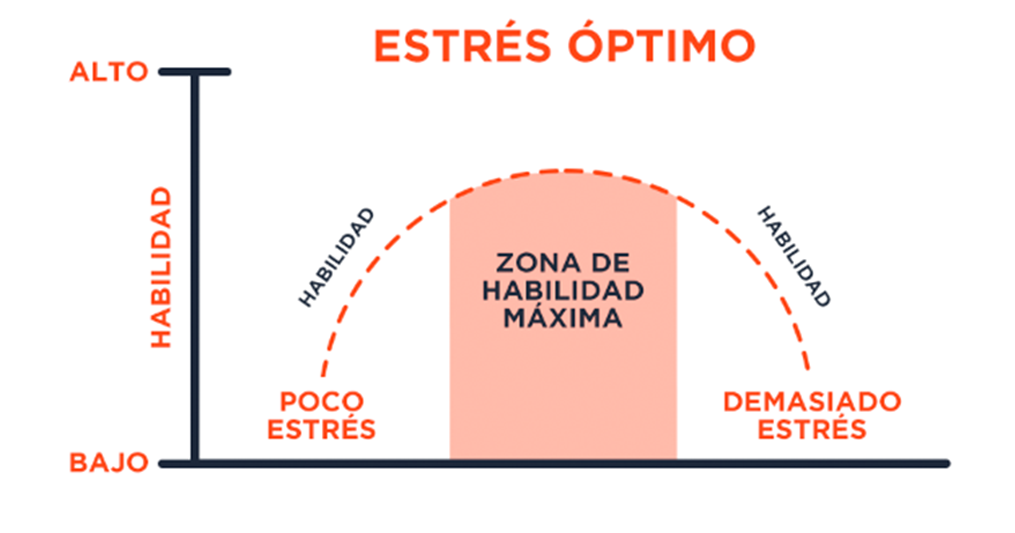 ESTRÉS ÓPTIMO
ALTO
HABILIDAD
HABILIDAD
ZONA DE
HABILIDAD
MÁXIMA
HABILIDAD
POCO
ESTRÉS
DEMASIADO
ESTRÉS
BAJO